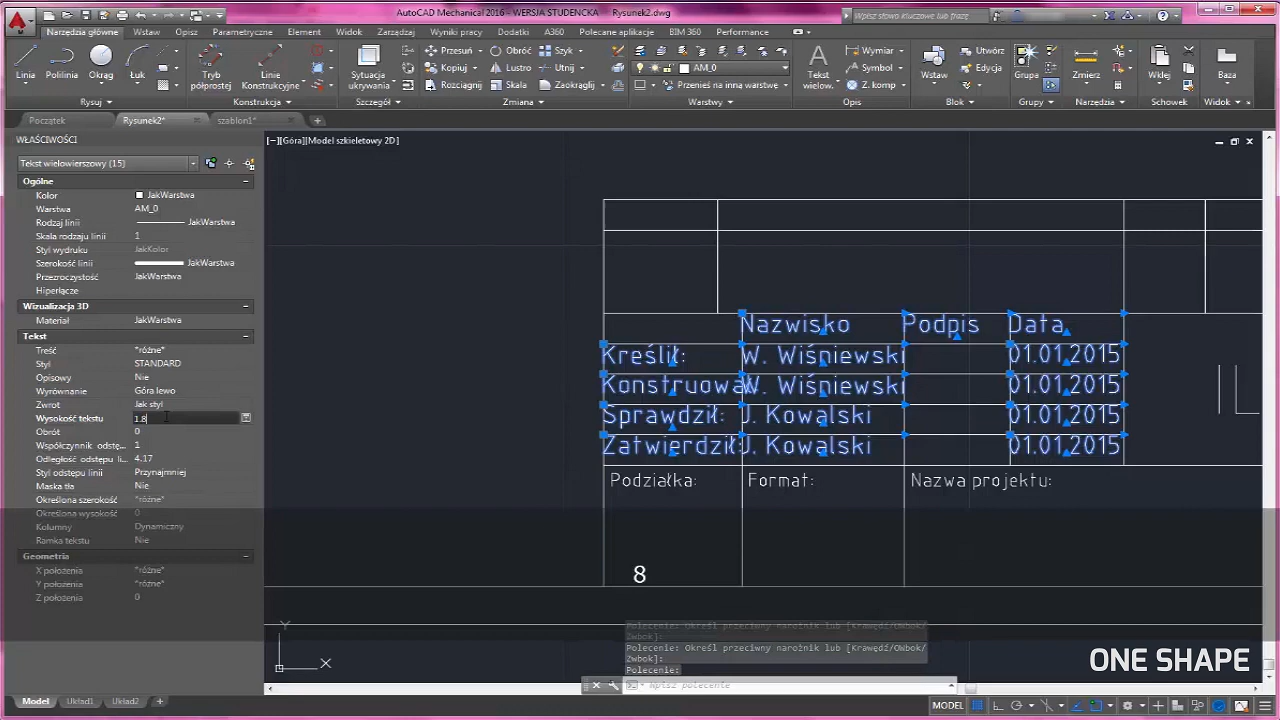 AutoCAD Mechanical 2016 - WERSJA STUDENCKA Rysunek2.dwg
Wpisz słowo kluczowe lub frazę
Narzędzia główne Wstaw Opisz Parametryczne Element Widok Zarządzaj Wyniki pracy Dodatki A360 Polecane aplikacje BIM 360 Performance
Linia Polilinia Okrąg Łuk
Tryb półprostej Linie Konstrukcyjne
Sytuacja ukrywania
Przesuń Obróć Szyk
Kopiuj Lustro Utnij
Rozciągnij Skala Zaokrąglij
AM_0
Przenieś na inną warstwę
Tekst wielow.
Wymiar
Symbol
Z. komp
Wstaw
Utwórz
Edycja
Grupa Zmierz Wklej Baza
Rysuj Konstrukcja Szczegół Zmiana Warstwy Opis Blok Grupy Narzędzia Schowek Widok
Początek Rysunek2* szablon1*
WŁAŚCIWOŚCI
[−][Góra][Model szkieletowy 2D]
Tekst wielowierszowy (15)
Ogólne
Kolor JakWarstwa
Warstwa AM_0
Rodzaj linii JakWarstwa
Skala rodzaju linii 1
Styl wydruku JakKolor
Szerokość linii JakWarstwa
Przezroczystość JakWarstwa
Hiperłącze
Wizualizacja 3D
Materiał JakWarstwa
Tekst
Treść *różne*
Styl STANDARD
Opisowy Nie
Wyrównanie Góra lewo
Zwrot Jak styl
Wysokość tekstu 1.8
Obrót 0
Współczynnik odstę... 1
Odległość odstępu li... 4.17
Styl odstępu linii Przynajmniej
Maska tła Nie
Określona szerokość *różne*
Określona wysokość 0
Kolumny Dynamiczny
Ramka tekstu Nie
Geometria
X położenia *różne*
Y położenia *różne*
Z położenia 0
Nazwisko Podpis Data
Kreślił: W. Wiśniewski 01.01.2015
Konstruował: W. Wiśniewski 01.01.2015
Sprawdził: J. Kowalski 01.01.2015
Zatwierdził: J. Kowalski 01.01.2015
Podziałka: Format: Nazwa projektu:
8
Y
X
Polecenie: Określ przeciwny narożnik lub [Krawędź/OWbok/
ZWbok]:
Polecenie: Określ przeciwny narożnik lub [Krawędź/OWbok/
ZWbok]:
Polecenie:
Wpisz polecenie
ONE SHAPE
Model Układ1 Układ2 +
MODEL